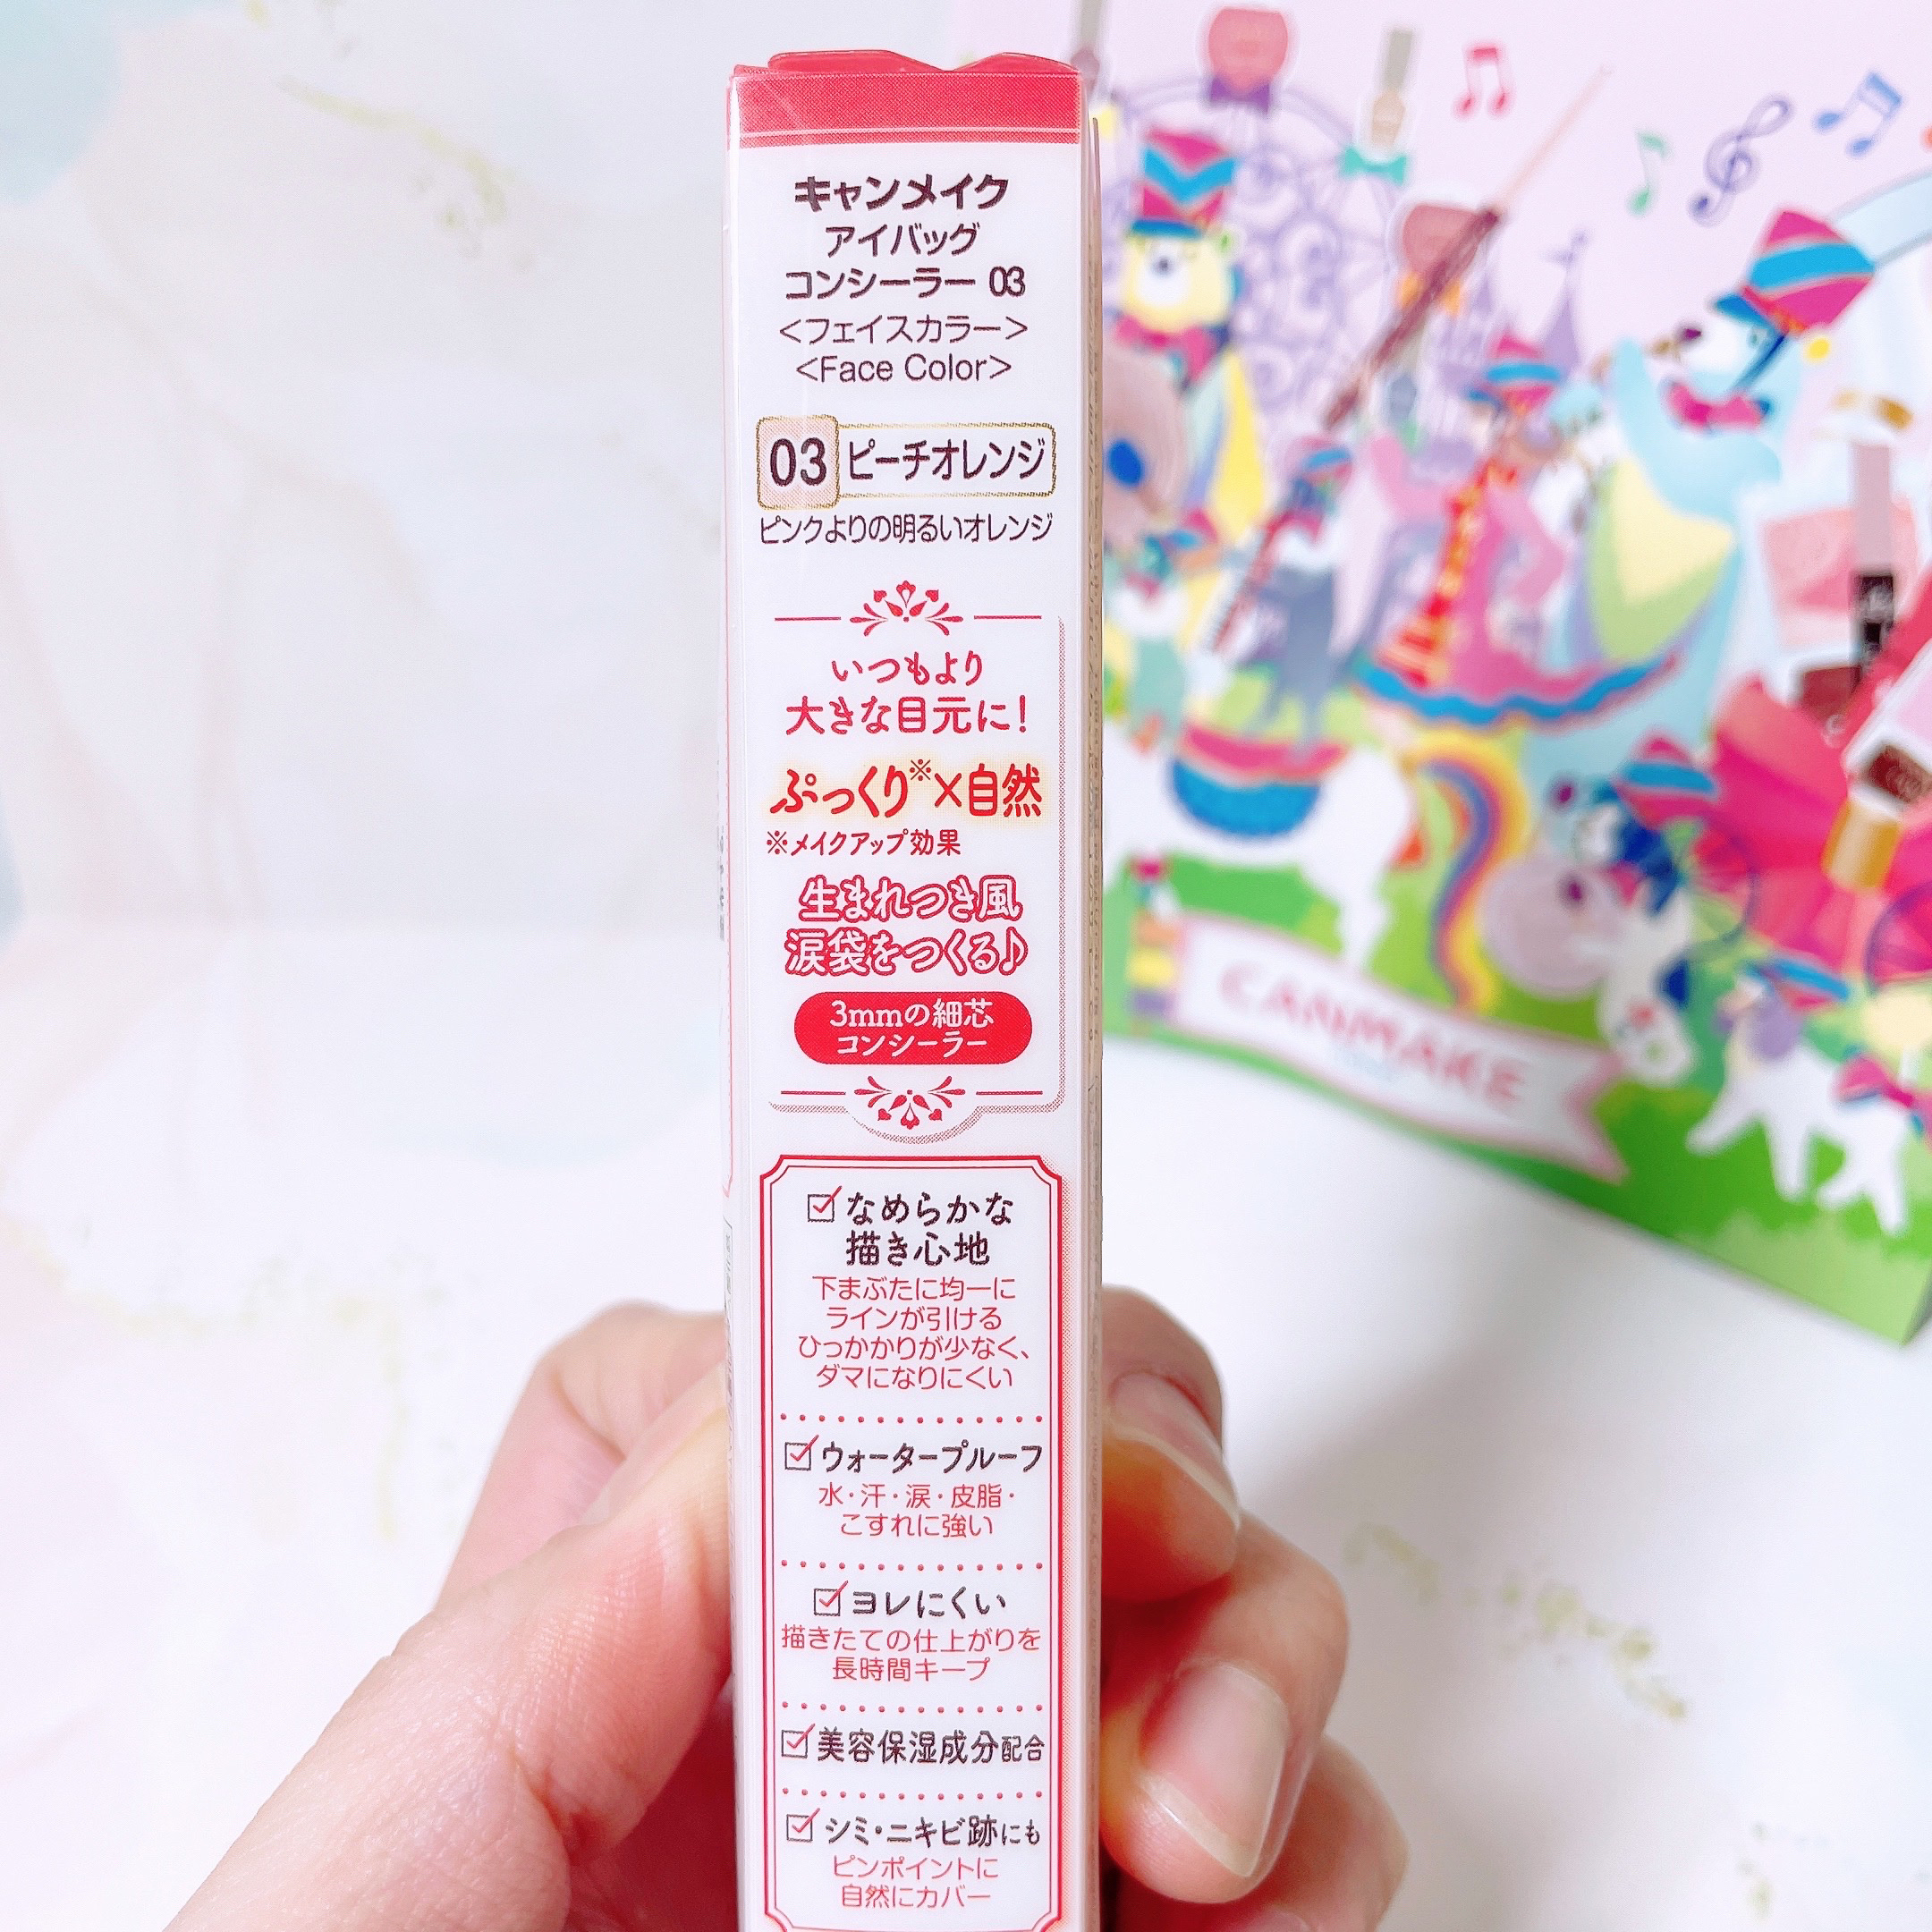 キャンメイク
アイバッグ
コンシーラー 03
<フェイスカラー>
<Face Color>
03 ピーチオレンジ
ピンクよりの明るいオレンジ
いつもより
大きな目元に!
ぷっくり※×自然
※メイクアップ効果
生まれつき風
涙袋をつくる♪
3mmの細芯
コンシーラー
なめらかな
描き心地
下まぶたに均一に
ラインが引ける
ひっかかりが少なく、
ダマになりにくい
ウォータープルーフ
水・汗・涙・皮脂・
こすれに強い
ヨレにくい
描きたての仕上がりを
長時間キープ
美容保湿成分配合
シミ・ニキビ跡にも
ピンポイントに
自然にカバー
CANMAKE